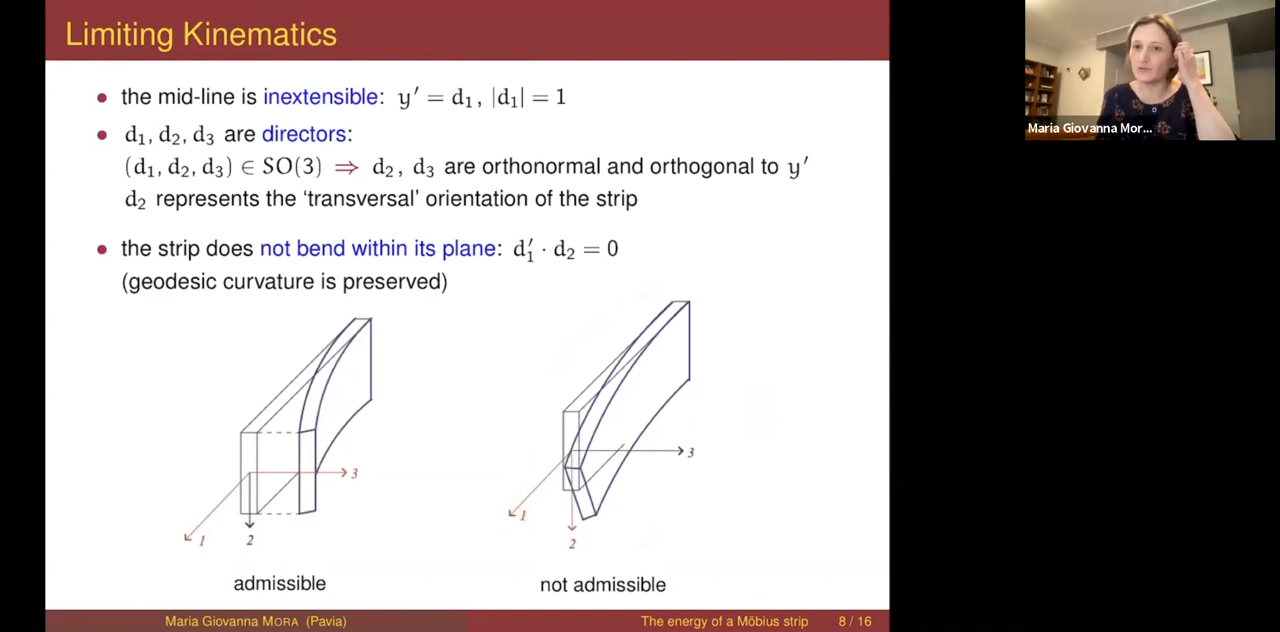 Limiting Kinematics
• the mid-line is inextensible: y′ = d₁, |d₁| = 1
• d₁, d₂, d₃ are directors:
(d₁, d₂, d₃) ∈ SO(3) ⇒ d₂, d₃ are orthonormal and orthogonal to y′
d₂ represents the ‘transversal’ orientation of the strip
• the strip does not bend within its plane: d₁′ · d₂ = 0
(geodesic curvature is preserved)
3
1
2
admissible
3
1
2
not admissible
Maria Giovanna MORA (Pavia)
The energy of a Möbius strip 8 / 16
Maria Giovanna Mor...